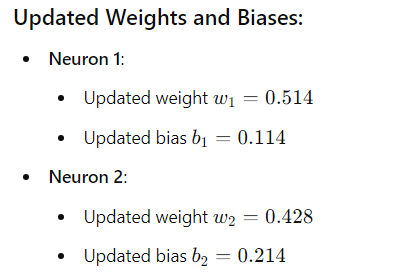 Updated Weights and Biases:
• Neuron 1:
• Updated weight w₁ = 0.514
• Updated bias b₁ = 0.114
• Neuron 2:
• Updated weight w₂ = 0.428
• Updated bias b₂ = 0.214